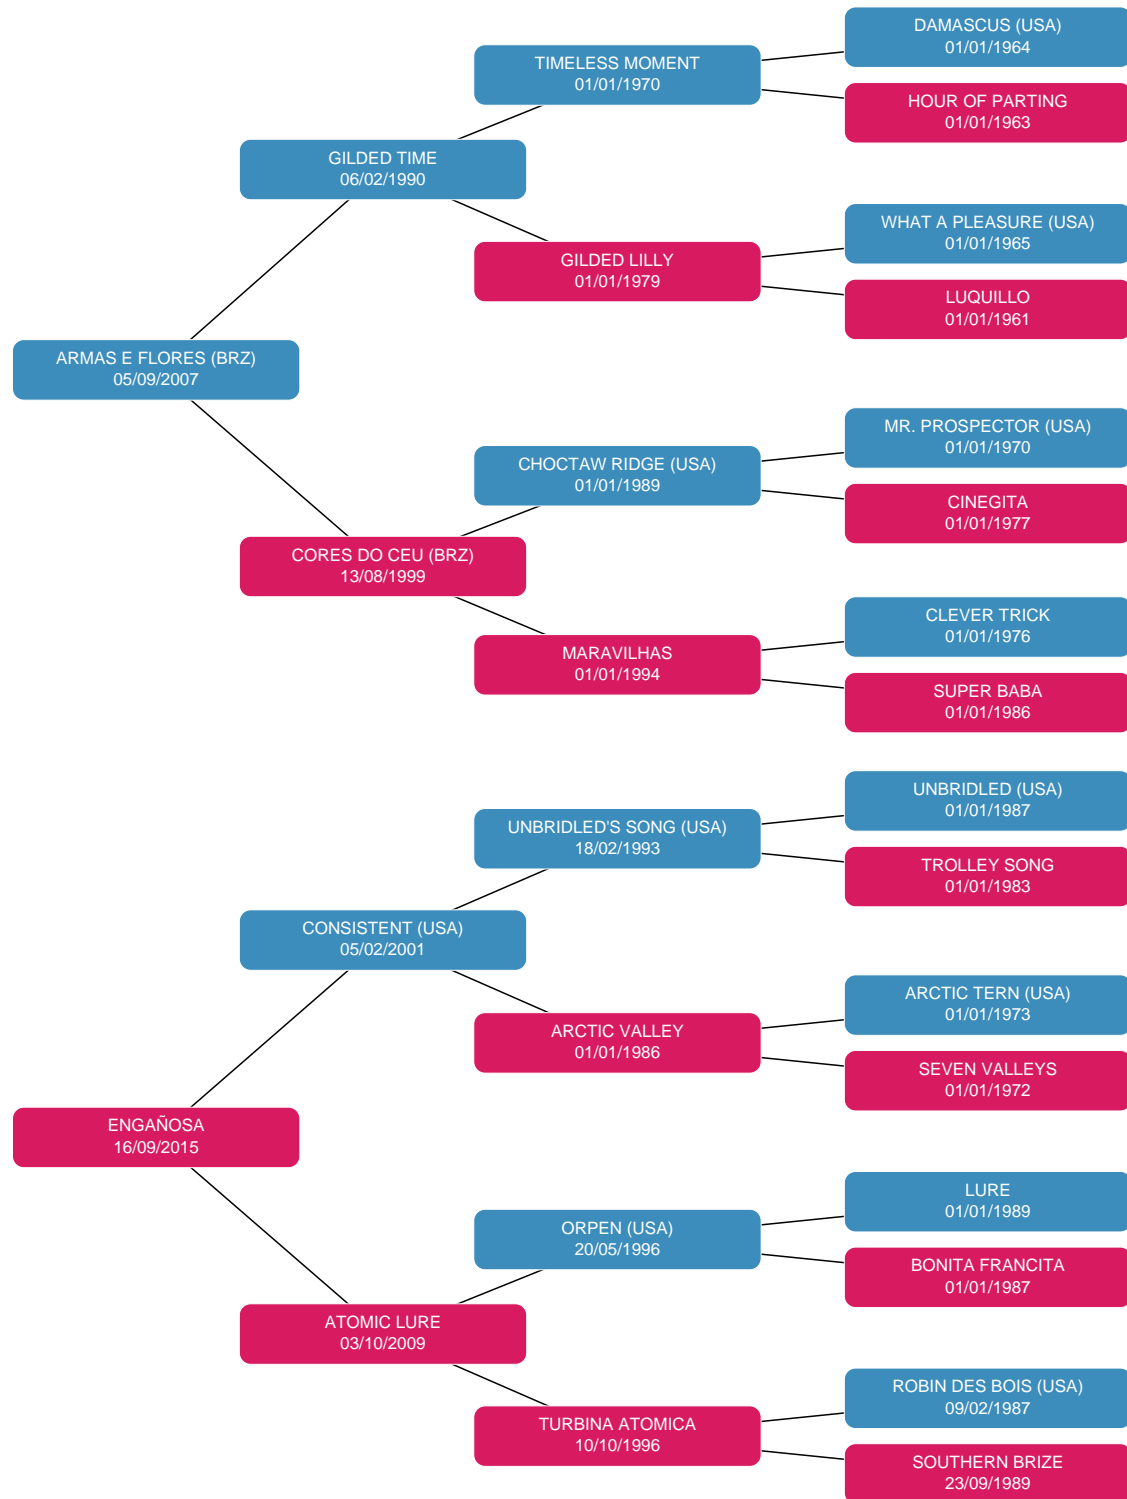 DAMASCUS (USA)
01/01/1964
TIMELESS MOMENT
01/01/1970
HOUR OF PARTING
01/01/1963
GILDED TIME
06/02/1990
WHAT A PLEASURE (USA)
01/01/1965
GILDED LILLY
01/01/1979
LUQUILLO
01/01/1961
ARMAS E FLORES (BRZ)
05/09/2007
MR. PROSPECTOR (USA)
01/01/1970
CHOCTAW RIDGE (USA)
01/01/1989
CINEGITA
01/01/1977
CORES DO CEU (BRZ)
13/08/1999
CLEVER TRICK
01/01/1976
MARAVILHAS
01/01/1994
SUPER BABA
01/01/1986
UNBRIDLED (USA)
01/01/1987
UNBRIDLED'S SONG (USA)
18/02/1993
TROLLEY SONG
01/01/1983
CONSISTENT (USA)
05/02/2001
ARCTIC TERN (USA)
01/01/1973
ARCTIC VALLEY
01/01/1986
SEVEN VALLEYS
01/01/1972
ENGAÑOSA
16/09/2015
LURE
01/01/1989
ORPEN (USA)
20/05/1996
BONITA FRANCITA
01/01/1987
ATOMIC LURE
03/10/2009
ROBIN DES BOIS (USA)
09/02/1987
TURBINA ATOMICA
10/10/1996
SOUTHERN BRIZE
23/09/1989